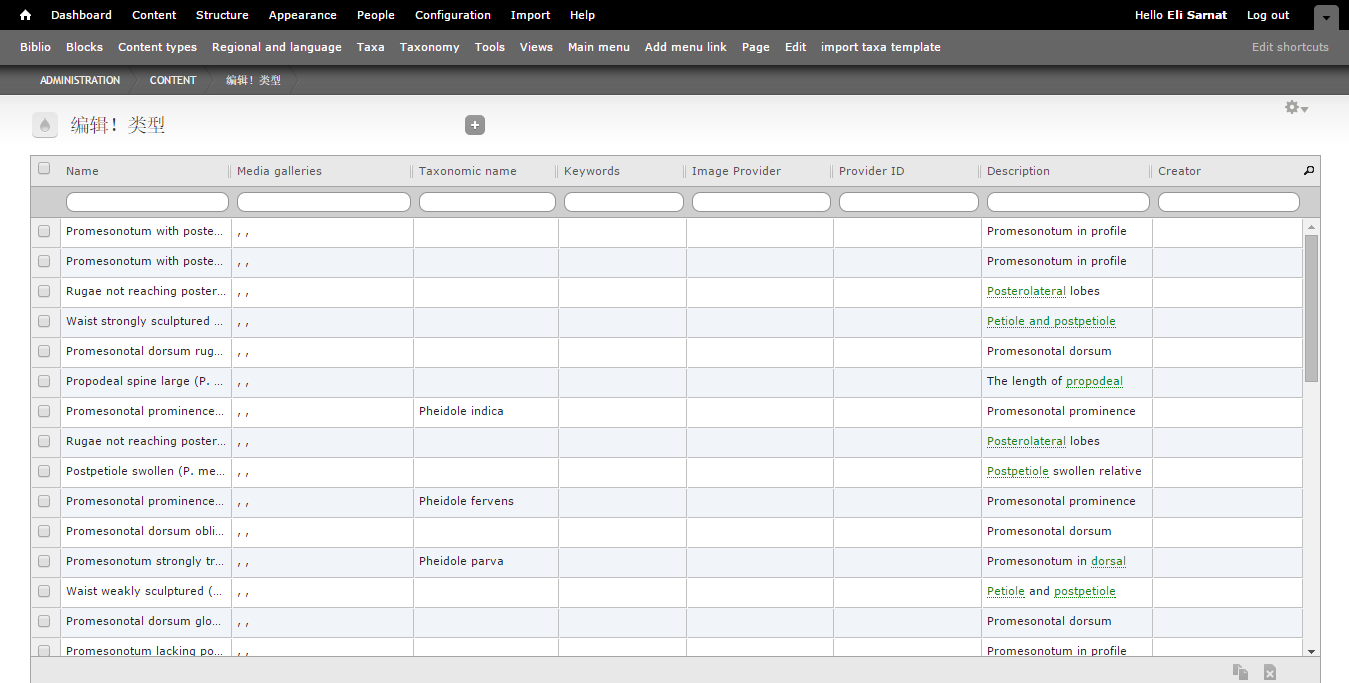 Dashboard Content Structure Appearance People Configuration Import Help Hello Eli Sarnat Log out
Biblio Blocks Content types Regional and language Taxa Taxonomy Tools Views Main menu Add menu link Page Edit import taxa template Edit shortcuts
ADMINISTRATION CONTENT 编辑！类型
编辑！类型
Name Media galleries Taxonomic name Keywords Image Provider Provider ID Description Creator
Promesonotum with poste... , , Promesonotum in profile
Promesonotum with poste... , , Promesonotum in profile
Rugae not reaching poster... , , Posterolateral lobes
Waist strongly sculptured ... , , Petiole and postpetiole
Promesonotal dorsum rug... , , Promesonotal dorsum
Propodeal spine large (P. ... , , The length of propodeal
Promesonotal prominence... , , Pheidole indica Promesonotal prominence
Rugae not reaching poster... , , Posterolateral lobes
Postpetiole swollen (P. me... , , Postpetiole swollen relative
Promesonotal prominence... , , Pheidole fervens Promesonotal prominence
Promesonotal dorsum obli... , , Promesonotal dorsum
Promesonotum strongly tr... , , Pheidole parva Promesonotum in dorsal
Waist weakly sculptured (... , , Petiole and postpetiole
Promesonotal dorsum glo... , , Promesonotal dorsum
Promesonotum lacking po... , , Promesonotum in profile